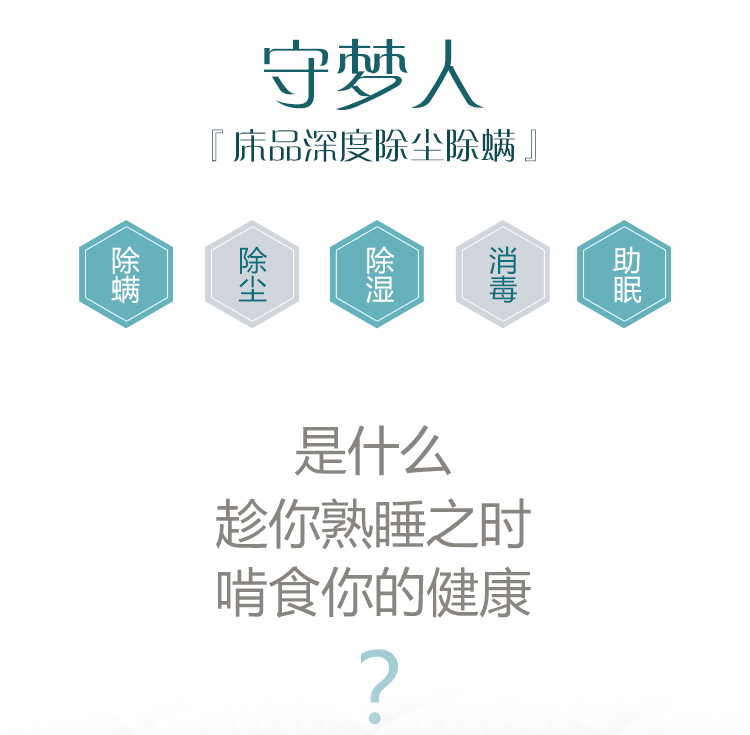 守梦人
『床品深度除尘除螨』
除螨 除尘 除湿 消毒 助眠
是什么
趁你熟睡之时
啃食你的健康
?